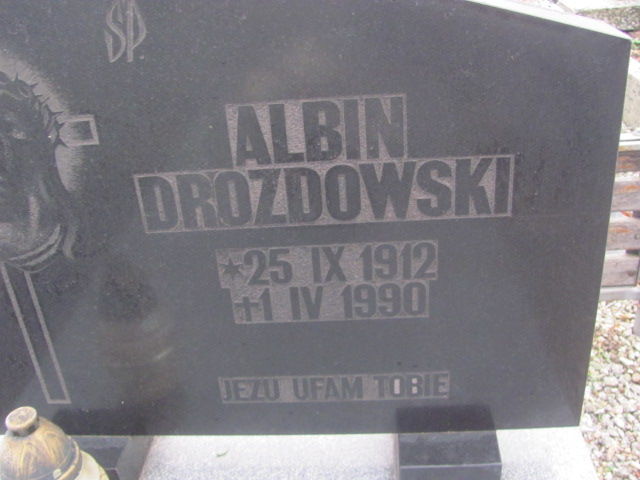 SP
ALBIN
DROZDOWSKI
*25 IX 1912
+1 IV 1990
JEZU UFAM TOBIE